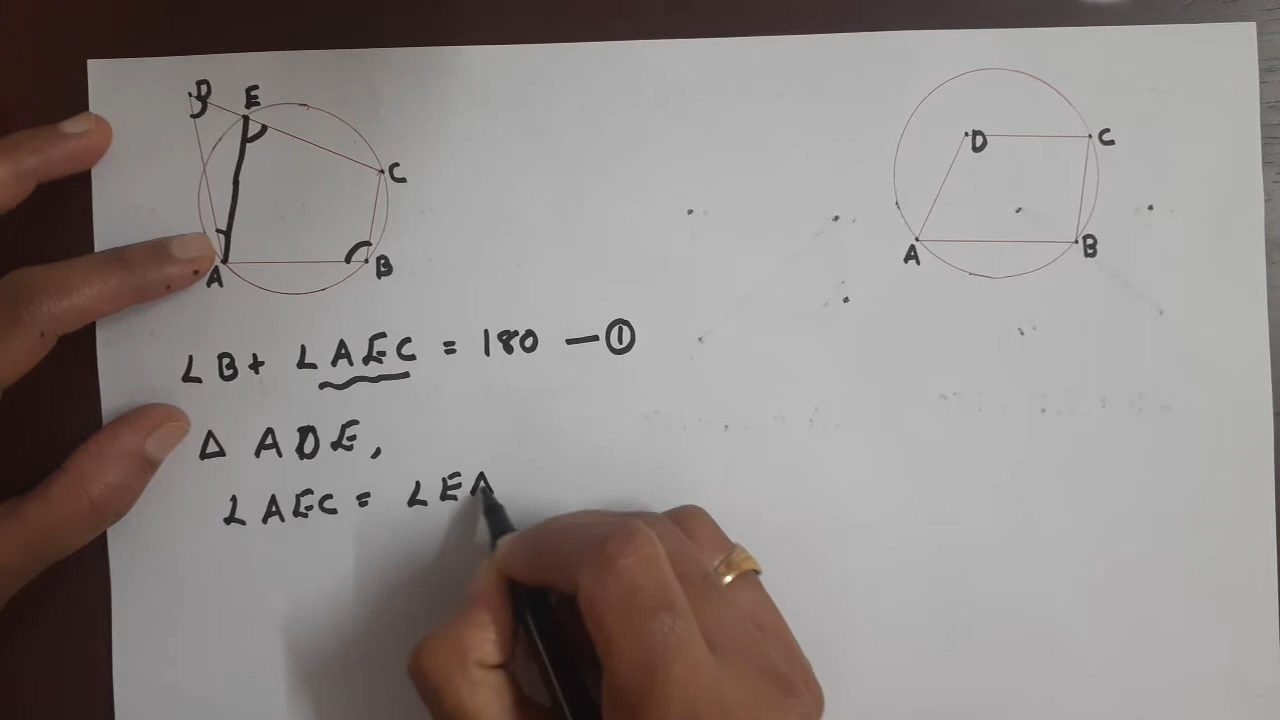 D E
C
A B
D C
A B
∠B + ∠AEC = 180 — ①
△ ADE,
∠AEC = ∠EA